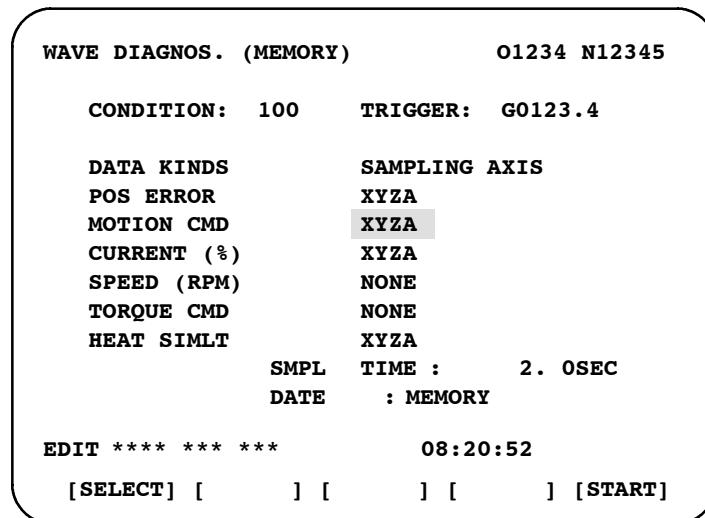 WAVE DIAGNOS. (MEMORY) O1234 N12345
CONDITION: 100 TRIGGER: G0123.4
DATA KINDS SAMPLING AXIS
POS ERROR XYZA
MOTION CMD XYZA
CURRENT (%) XYZA
SPEED (RPM) NONE
TORQUE CMD NONE
HEAT SIMLT XYZA
SMPL TIME : 2. 0SEC
DATE : MEMORY
EDIT **** *** *** 08:20:52
[SELECT] [ ] [ ] [ ] [START]